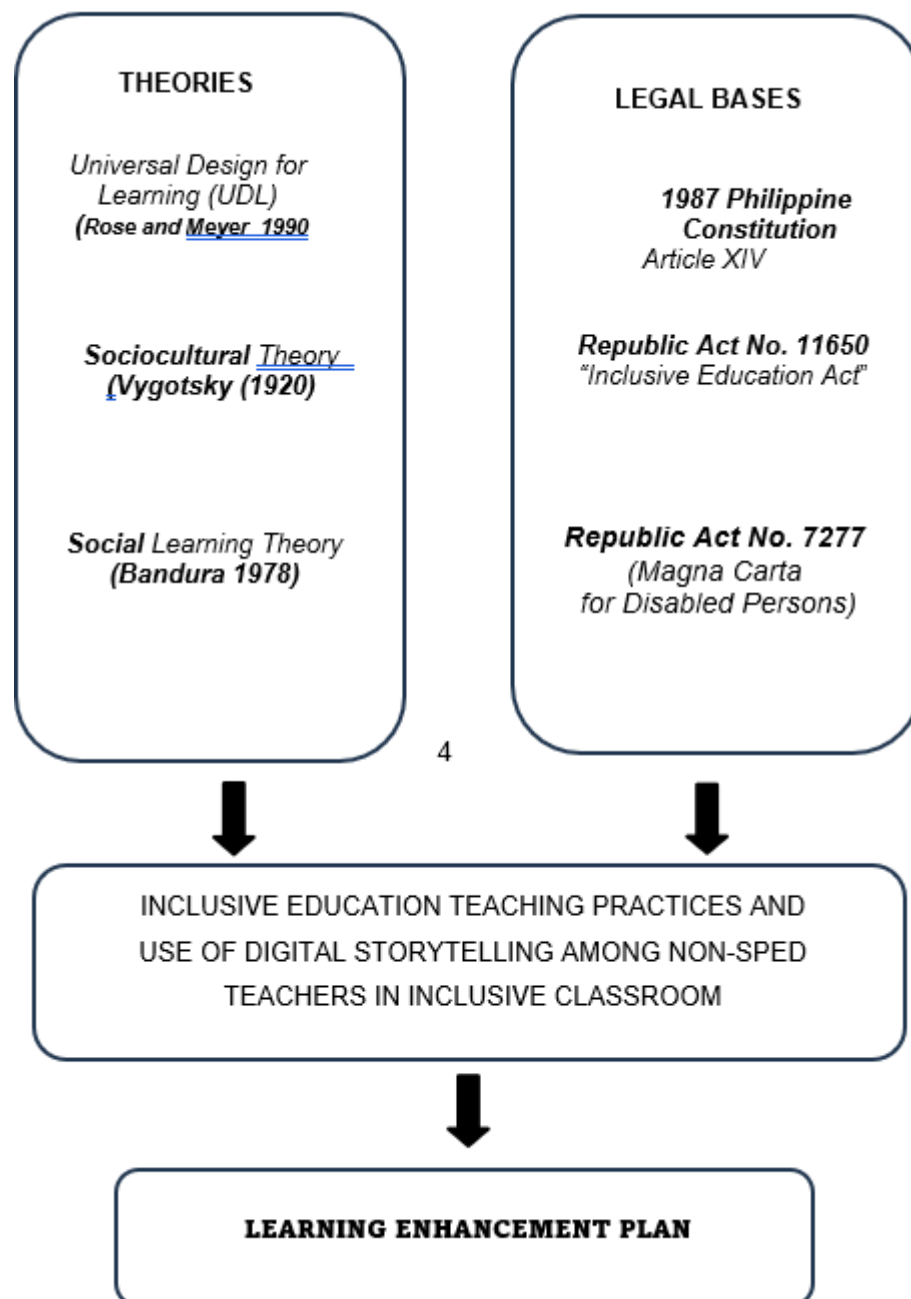 THEORIES
Universal Design for
Learning (UDL)
(Rose and Meyer 1990
Sociocultural Theory
(Vygotsky (1920)
Social Learning Theory
(Bandura 1978)
LEGAL BASES
1987 Philippine
Constitution
Article XIV
Republic Act No. 11650
“Inclusive Education Act”
Republic Act No. 7277
(Magna Carta
for Disabled Persons)
4
INCLUSIVE EDUCATION TEACHING PRACTICES AND
USE OF DIGITAL STORYTELLING AMONG NON-SPED
TEACHERS IN INCLUSIVE CLASSROOM
LEARNING ENHANCEMENT PLAN